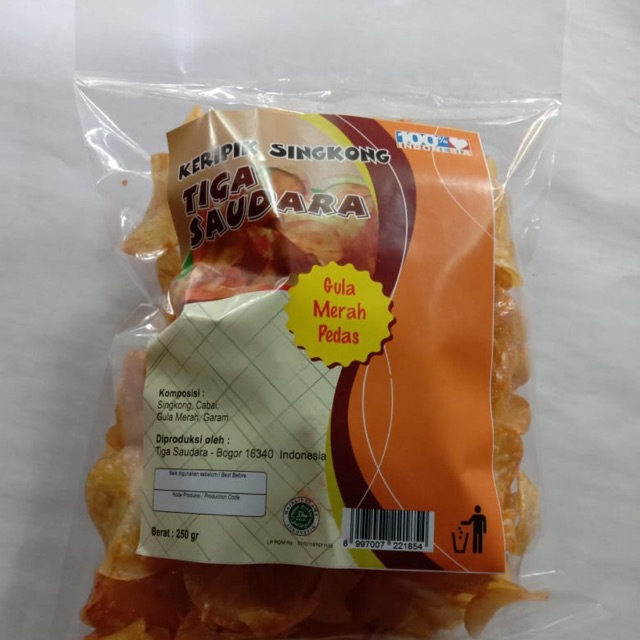 100%
KERIPIK SINGKONG
TIGA
SAUDARA
Gula
Merah
Pedas
Komposisi :
Singkong, Cabai,
Gula Merah, Garam
Diproduksi oleh :
Tiga Saudara - Bogor 16340 Indonesia
Baik digunakan sebelum / Best Before
Kode Produksi / Production Code
Berat : 250 gr
8 997007 221854